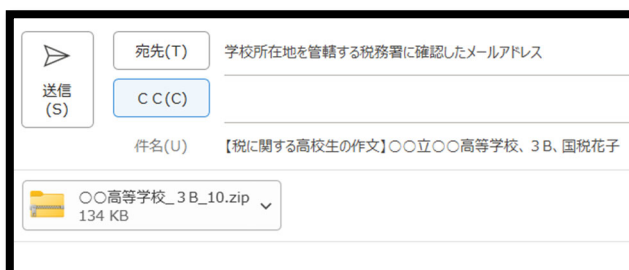 宛先(T)
学校所在地を管轄する税務署に確認したメールアドレス
送信
(S)
ＣＣ(C)
件名(U)
【税に関する高校生の作文】○○立○○高等学校、３Ｂ、国税花子
○○高等学校_３Ｂ_10.zip
134 KB